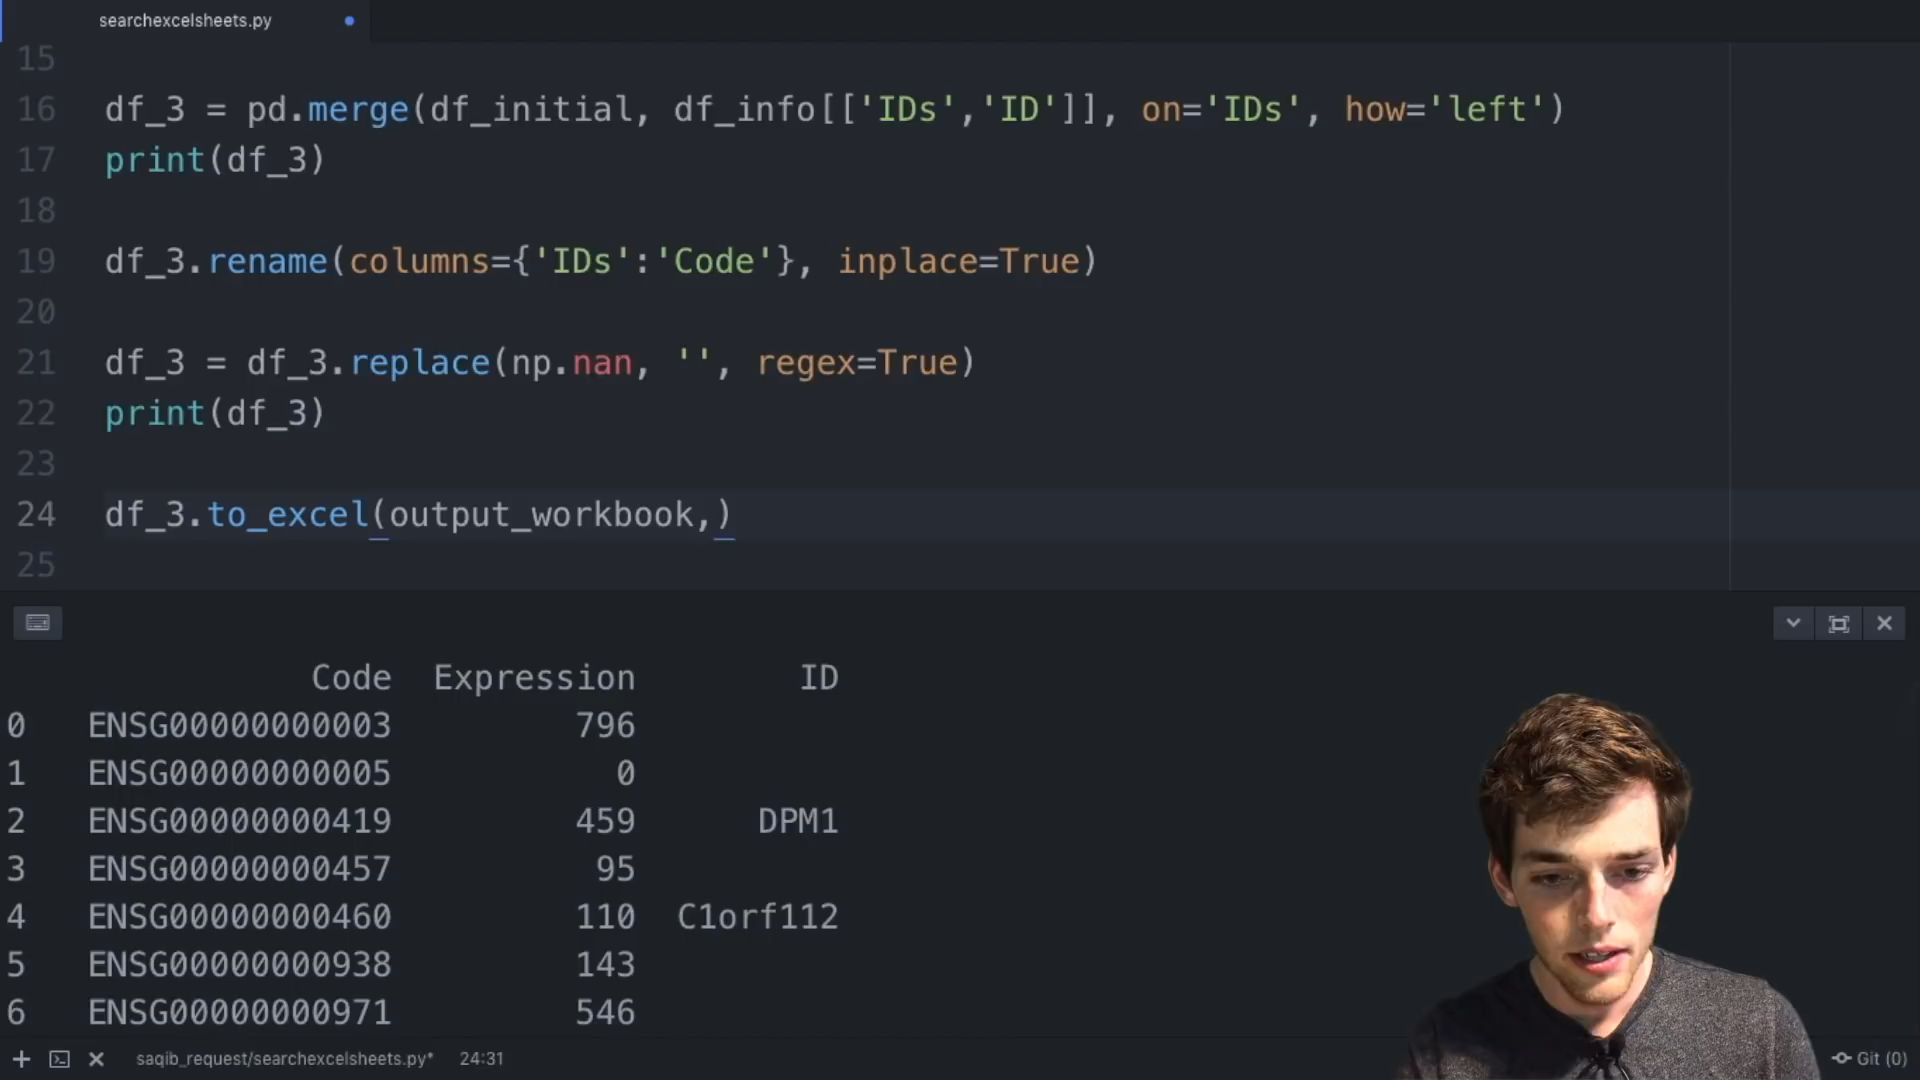 searchexcelsheets.py
15
16 df_3 = pd.merge(df_initial, df_info[['IDs','ID']], on='IDs', how='left')
17 print(df_3)
18
19 df_3.rename(columns={'IDs':'Code'}, inplace=True)
20
21 df_3 = df_3.replace(np.nan, '', regex=True)
22 print(df_3)
23
24 df_3.to_excel(output_workbook,)
25
Code Expression ID
0 ENSG00000000003 796
1 ENSG00000000005 0
2 ENSG00000000419 459 DPM1
3 ENSG00000000457 95
4 ENSG00000000460 110 C1orf112
5 ENSG00000000938 143
6 ENSG00000000971 546
saqib_request/searchexcelsheets.py* 24:31 Git (0)